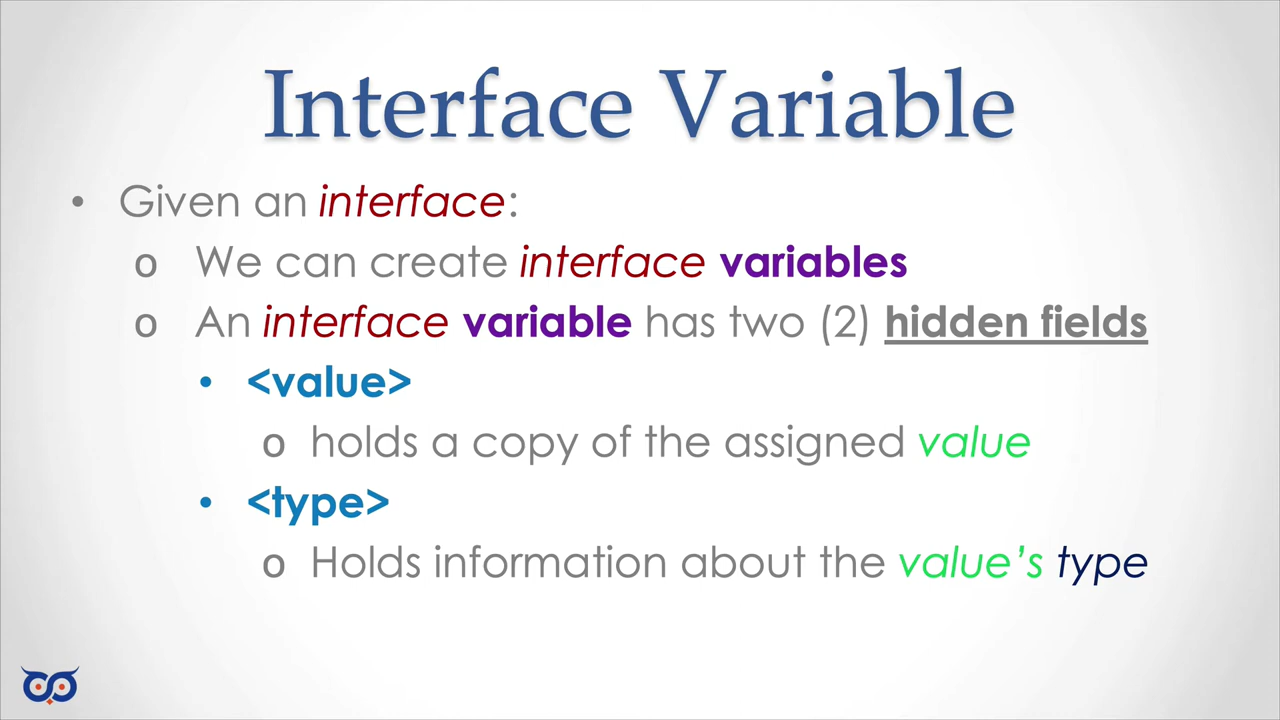 Interface Variable
• Given an interface:
o We can create interface variables
o An interface variable has two (2) hidden fields
• <value>
o holds a copy of the assigned value
• <type>
o Holds information about the value’s type